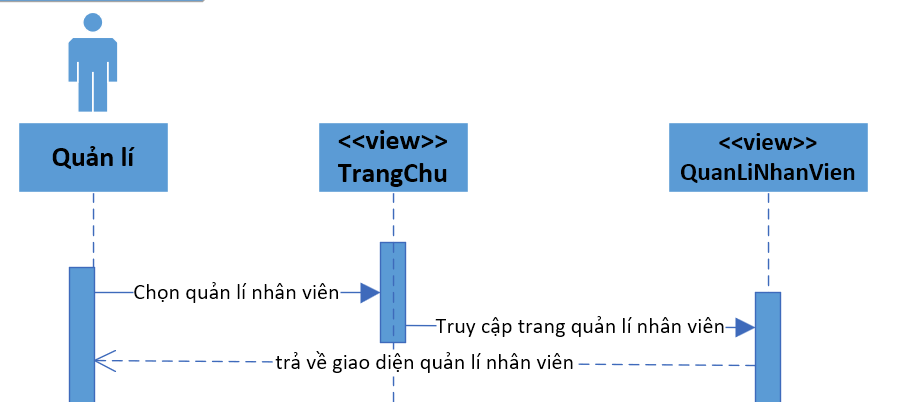 Quản lí
<<view>>
TrangChu
<<view>>
QuanLiNhanVien
Chọn quản lí nhân viên
Truy cập trang quản lí nhân viên
trả về giao diện quản lí nhân viên